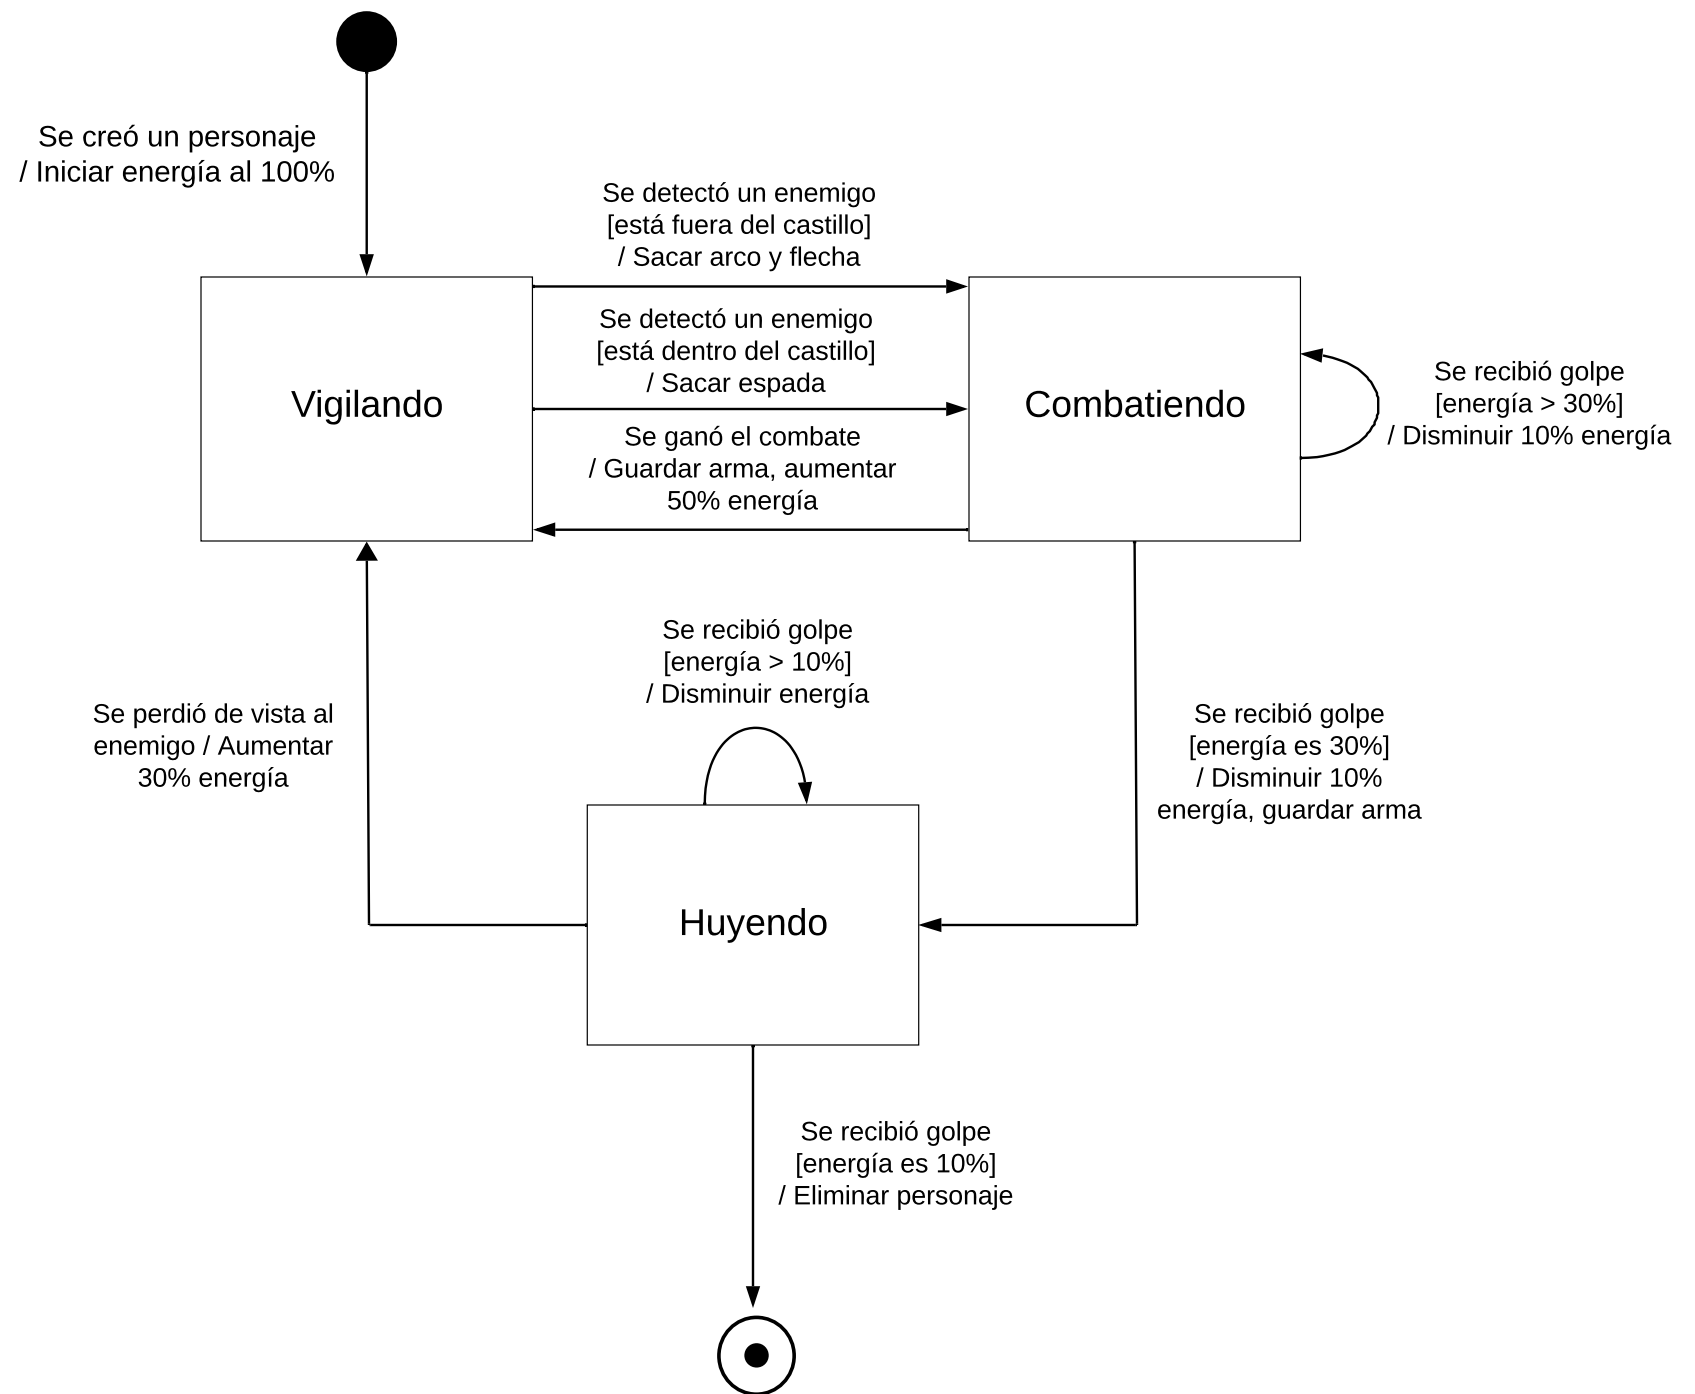 Se creó un personaje
/ Iniciar energía al 100%
Se detectó un enemigo
[está fuera del castillo]
/ Sacar arco y flecha
Se detectó un enemigo
[está dentro del castillo]
/ Sacar espada
Se ganó el combate
/ Guardar arma, aumentar
50% energía
Vigilando
Combatiendo
Se recibió golpe
[energía > 30%]
/ Disminuir 10% energía
Se recibió golpe
[energía > 10%]
/ Disminuir energía
Se perdió de vista al
enemigo / Aumentar
30% energía
Se recibió golpe
[energía es 30%]
/ Disminuir 10%
energía, guardar arma
Huyendo
Se recibió golpe
[energía es 10%]
/ Eliminar personaje